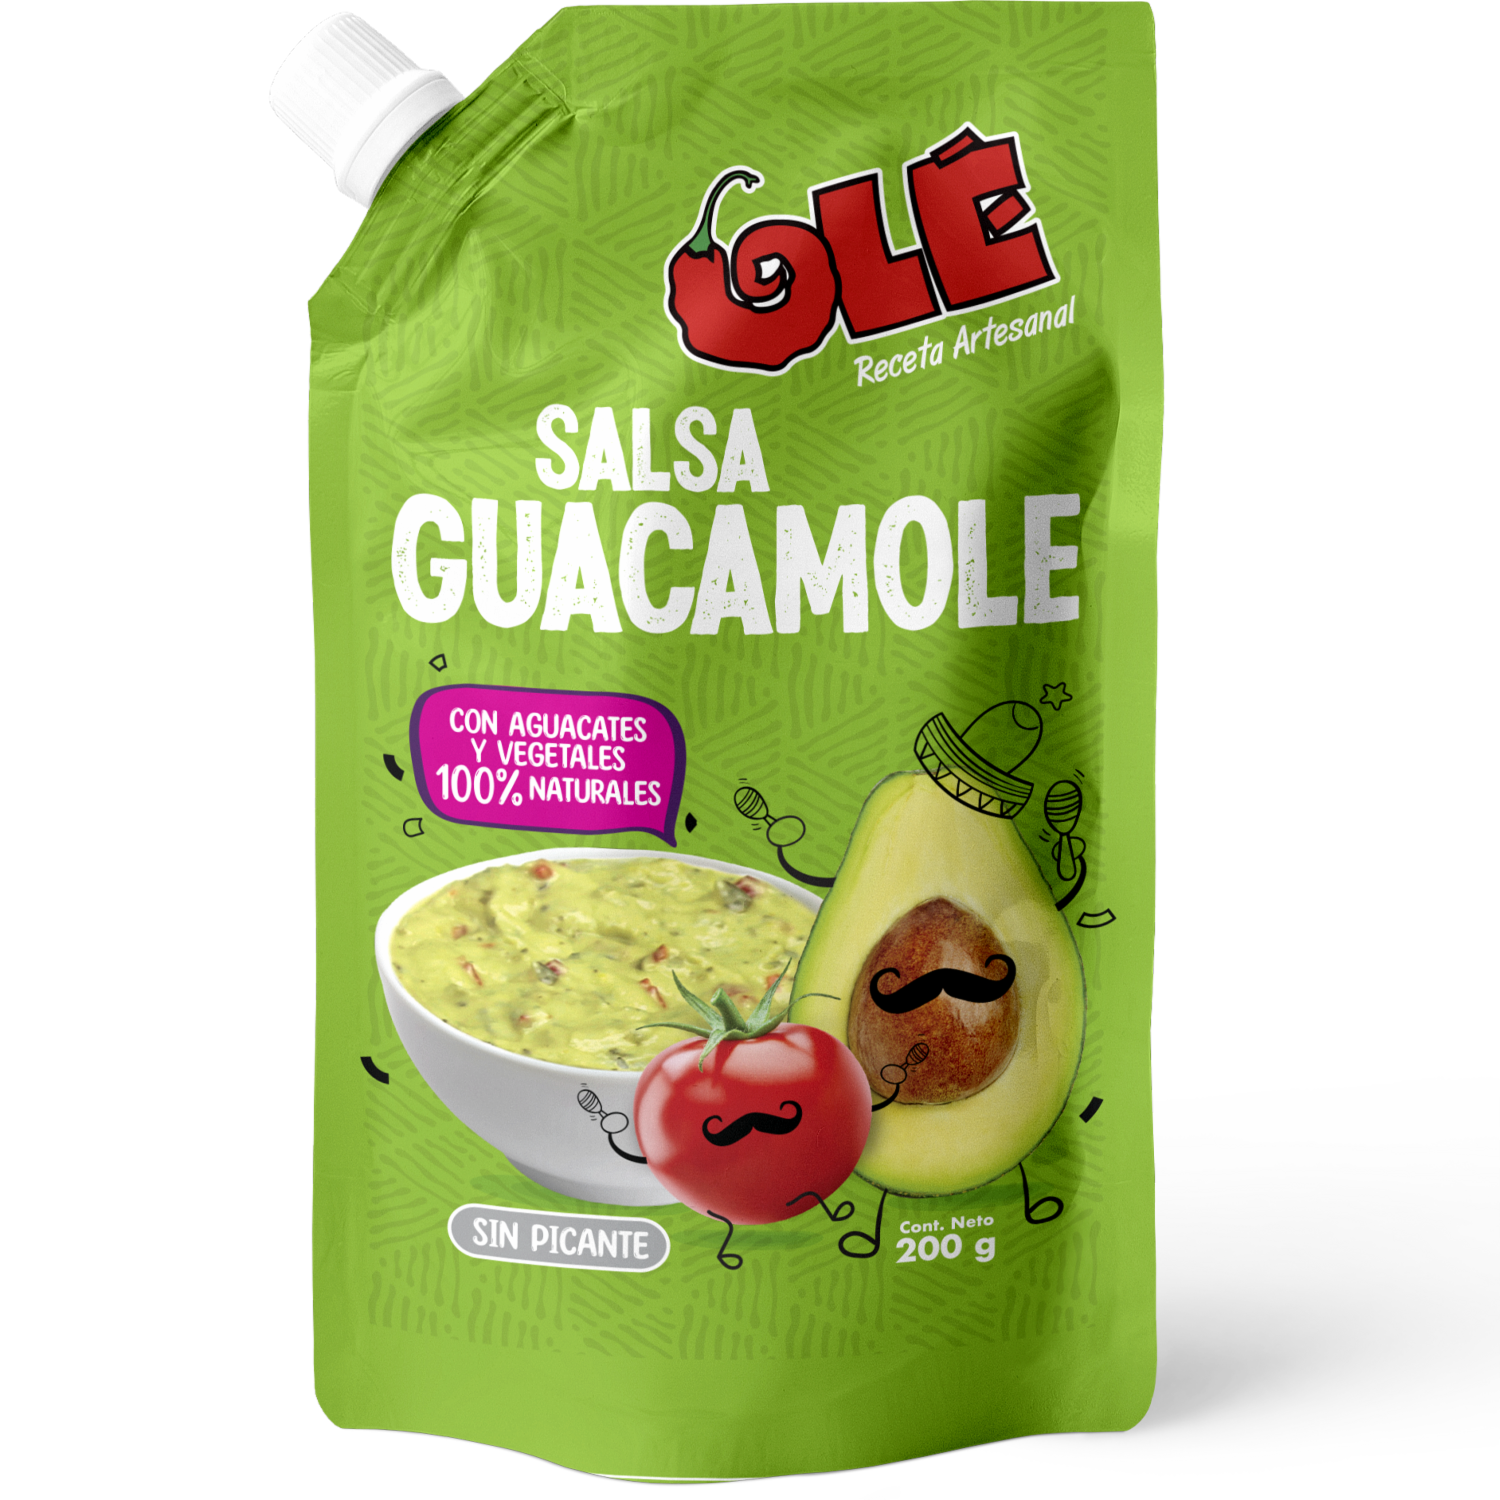 OLÉ
Receta Artesanal
SALSA
GUACAMOLE
CON AGUACATES
Y VEGETALES
100% NATURALES
SIN PICANTE
Cont. Neto
200 g